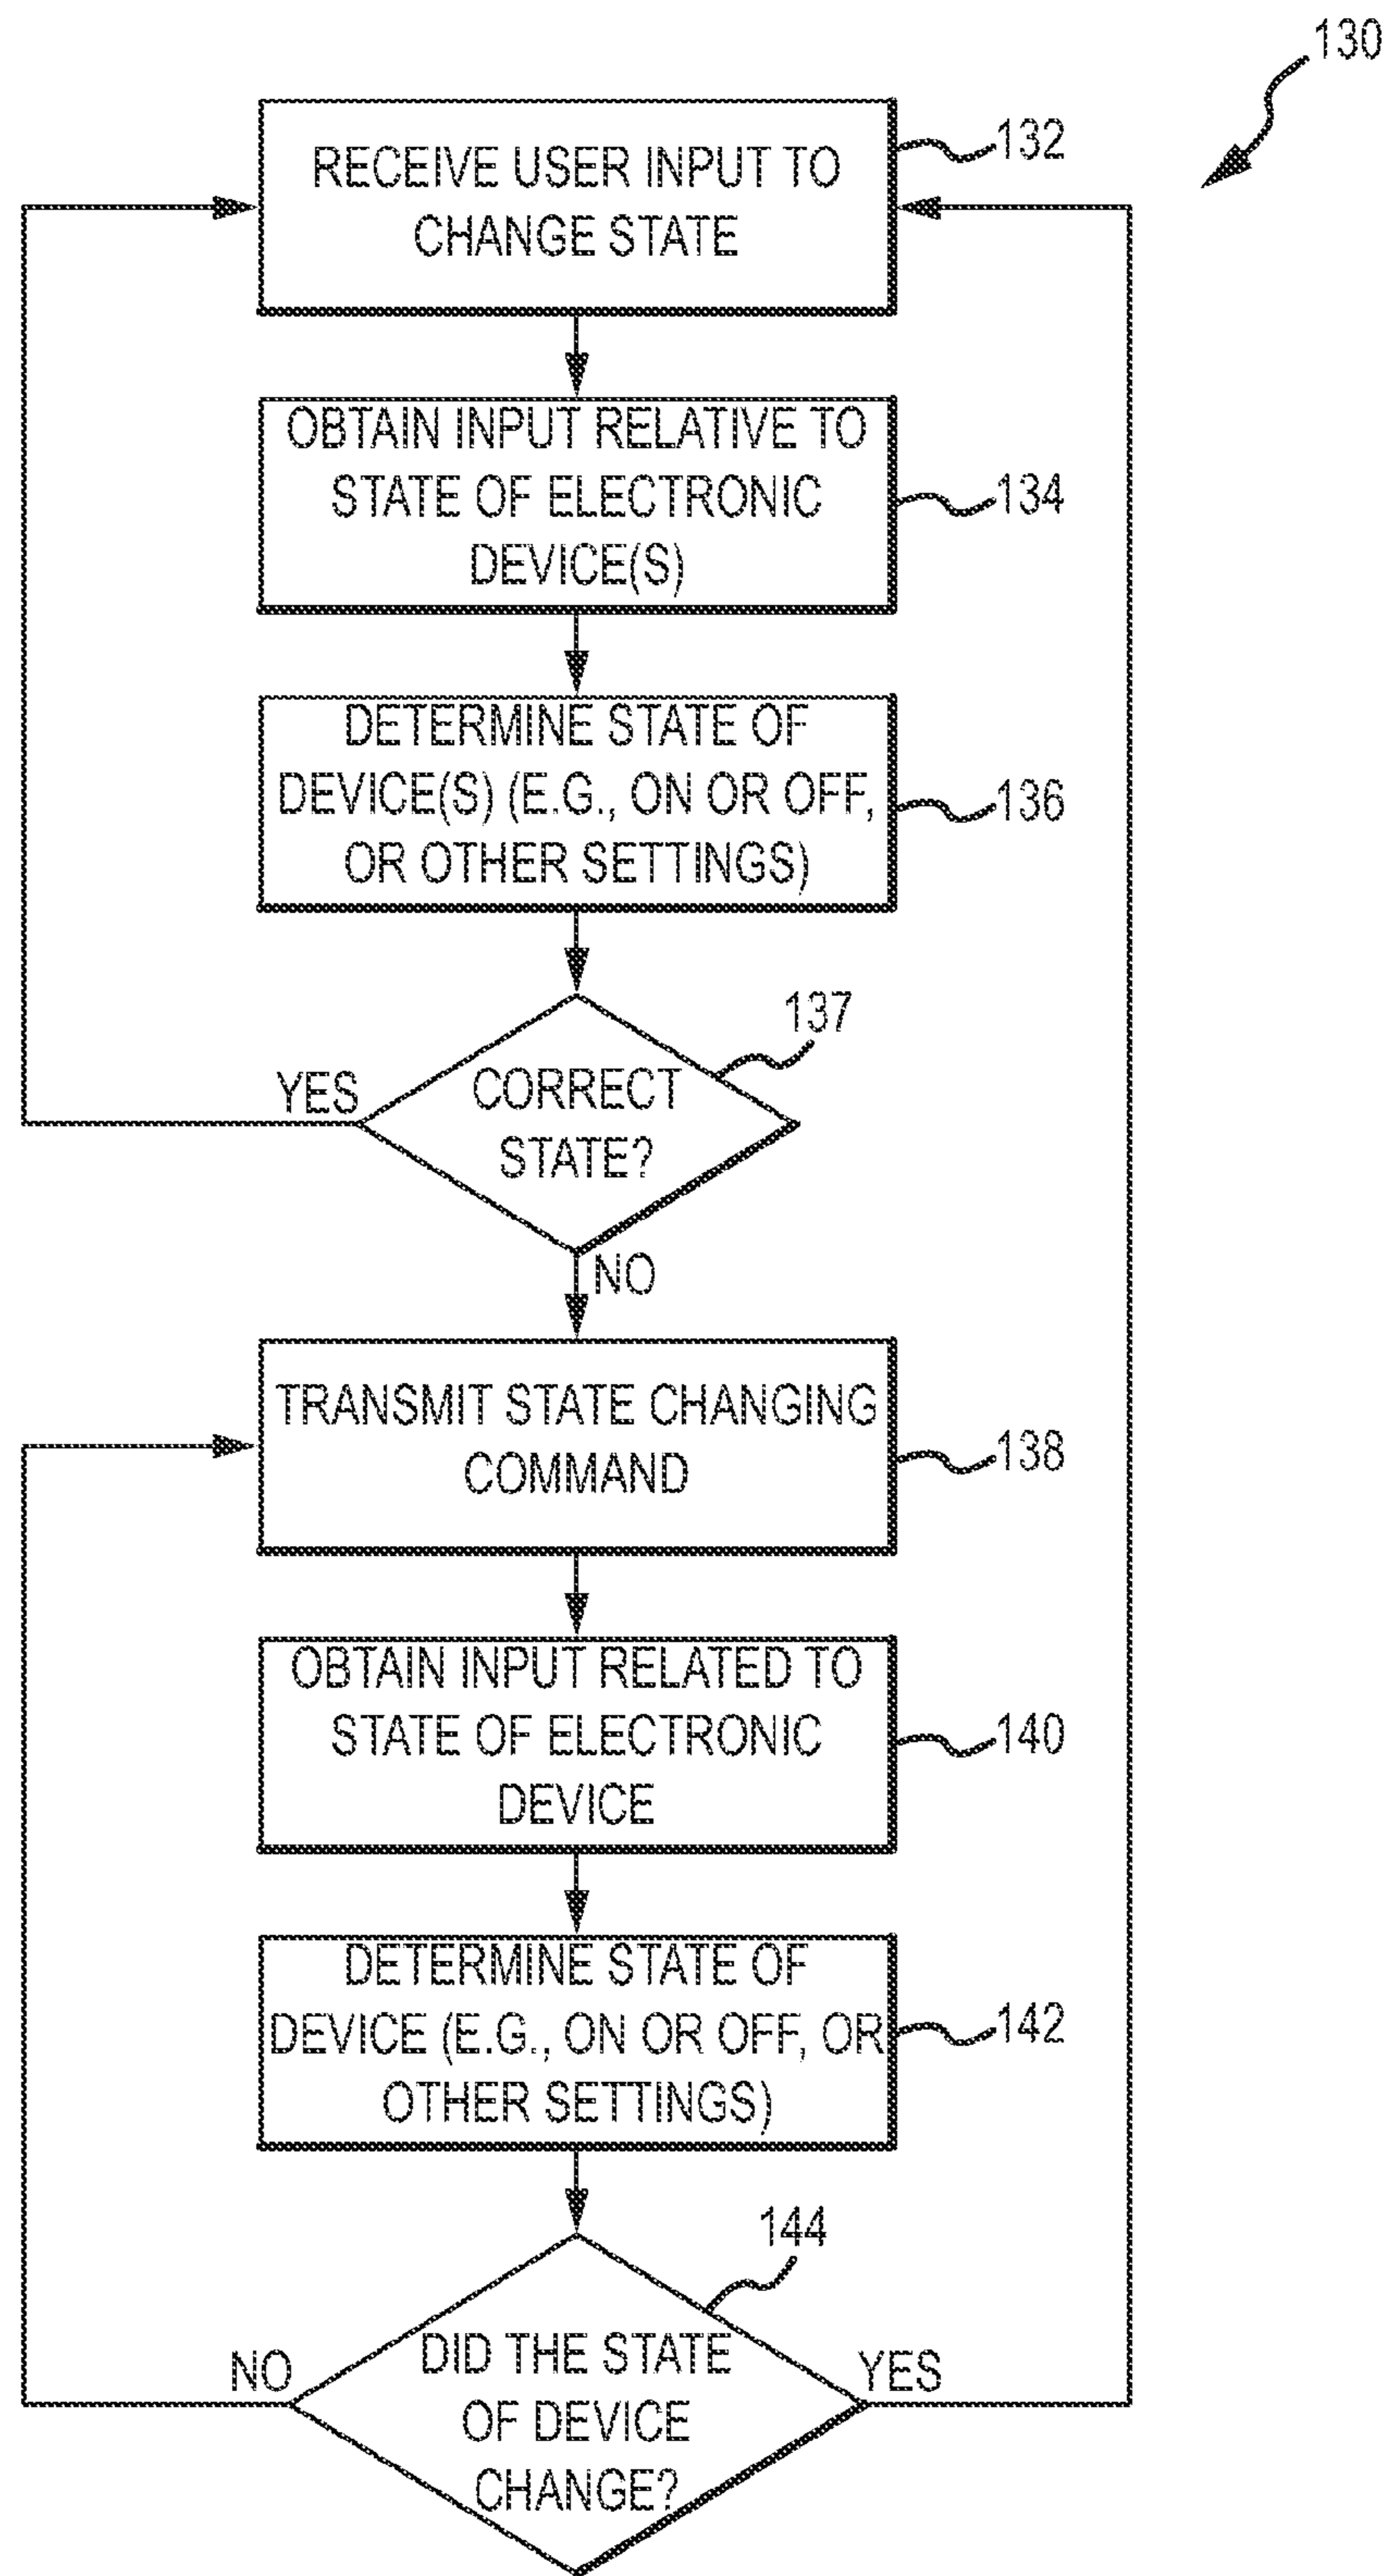 130
RECEIVE USER INPUT TO
CHANGE STATE
132
OBTAIN INPUT RELATIVE TO
STATE OF ELECTRONIC
DEVICE(S)
134
DETERMINE STATE OF
DEVICE(S) (E.G., ON OR OFF,
OR OTHER SETTINGS)
136
137
CORRECT
STATE?
YES
NO
TRANSMIT STATE CHANGING
COMMAND
138
OBTAIN INPUT RELATED TO
STATE OF ELECTRONIC
DEVICE
140
DETERMINE STATE OF
DEVICE (E.G., ON OR OFF, OR
OTHER SETTINGS)
142
144
DID THE STATE
OF DEVICE
CHANGE?
NO
YES